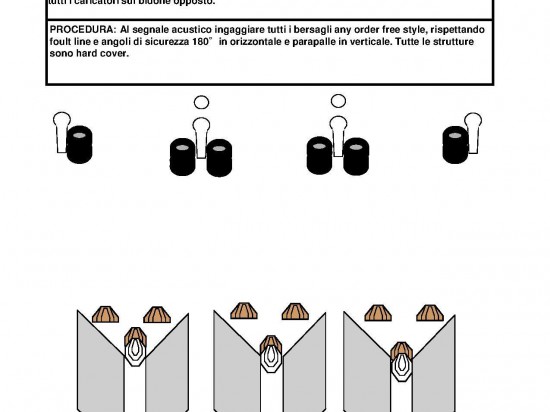 tutti i caricatori sul bidone opposto.
PROCEDURA: Al segnale acustico ingaggiare tutti i bersagli any order free style, rispettando
foult line e angoli di sicurezza 180° in orizzontale e parapalle in verticale. Tutte le strutture
sono hard cover.